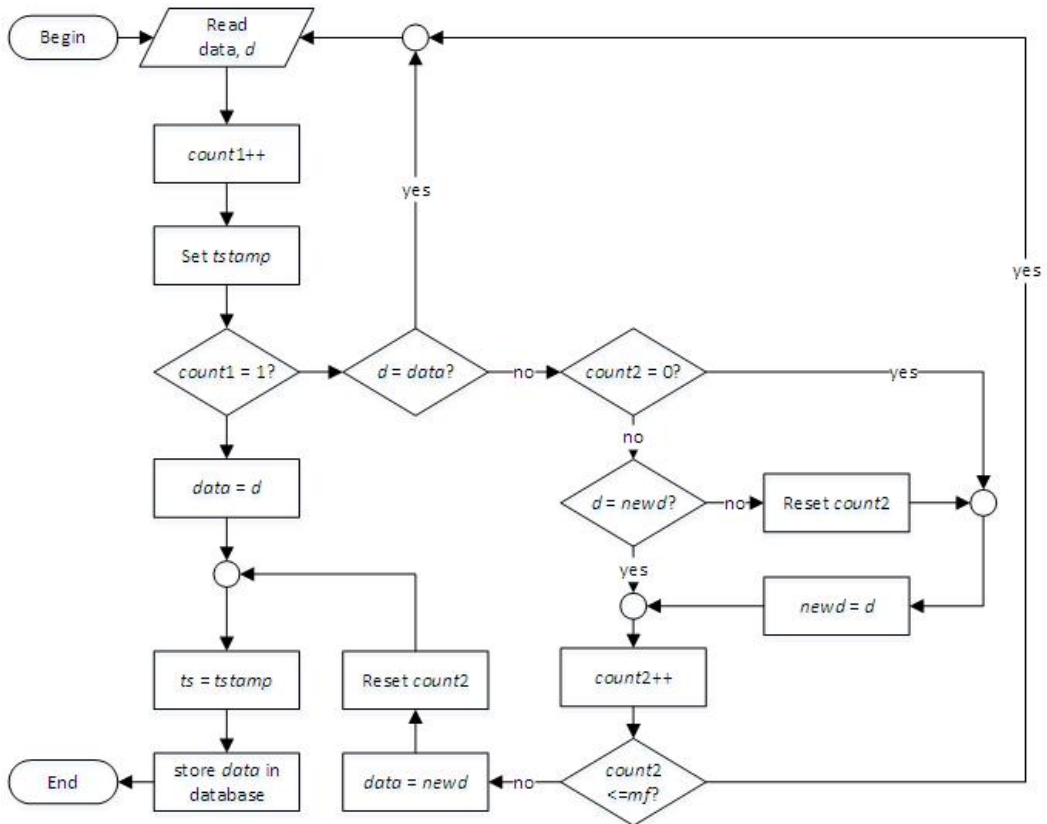 Begin
Read
data, d
count1++
yes
Set tstamp
yes
count1 = 1?
d = data?
no
count2 = 0?
yes
no
data = d
d = newd?
no
Reset count2
yes
newd = d
ts = tstamp
Reset count2
count2++
End
store data in
database
data = newd
no
count2
<=mf?